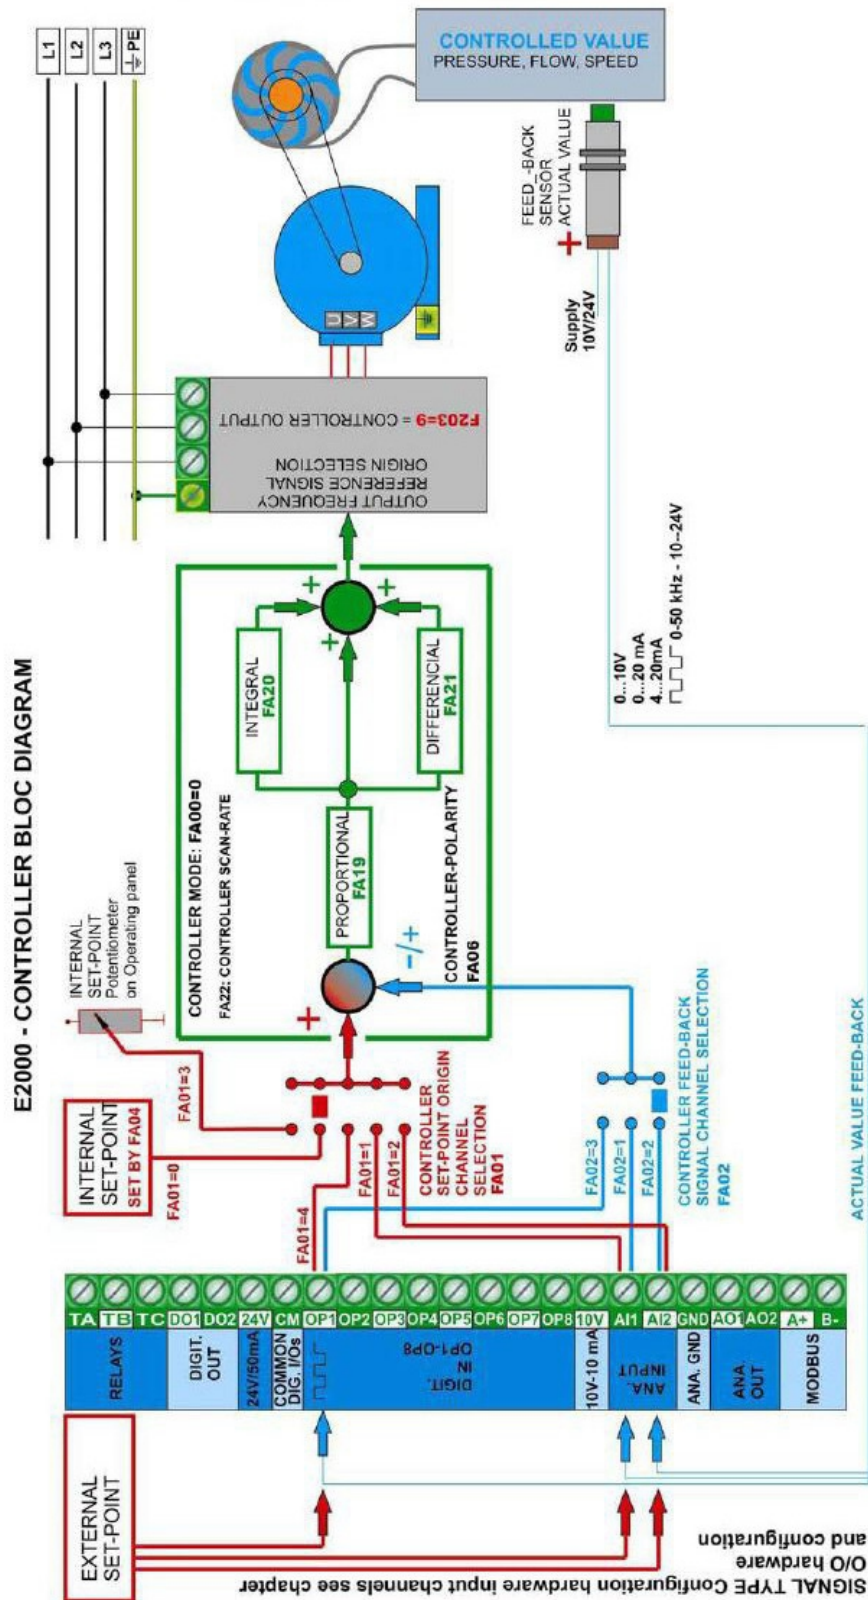 E2000 - CONTROLLER BLOC DIAGRAM
L1
L2
L3
PE
CONTROLLED VALUE
PRESSURE, FLOW, SPEED
FEED_-BACK
SENSOR
ACTUAL VALUE
+
Supply
10V/24V
U
V
W
F203=9 = CONTROLLER OUTPUT
OUTPUT FREQUENCY
REFERENCE SIGNAL
ORIGIN SELECTION
0...10V
0...20 mA
4...20mA
0-50 kHz - 10--24V
CONTROLLER MODE: FA00=0
FA22: CONTROLLER SCAN-RATE
INTEGRAL
FA20
DIFFERENCIAL
FA21
PROPORTIONAL
FA19
CONTROLLER-POLARITY
FA06
+
+
+
+
-/+
INTERNAL
SET-POINT
Potentiometer
on Operating panel
INTERNAL
SET-POINT
SET BY FA04
FA01=3
FA01=0
FA01=4
FA01=1
FA01=2
CONTROLLER
SET-POINT ORIGIN
CHANNEL
SELECTION
FA01
FA02=3
FA02=1
FA02=2
CONTROLLER FEED-BACK
SIGNAL CHANNEL SELECTION
FA02
ACTUAL VALUE FEED-BACK
TA TB TC DO1 DO2 24V CM OP1 OP2 OP3 OP4 OP5 OP6 OP7 OP8 10V AI1 AI2 GND AO1 AO2 A+ B-
RELAYS
DIGIT.
OUT
24V/50mA
COMMON
DIG. I/Os
DIGIT.
IN
OP1-OP8
10V-10 mA
ANA.
INPUT
ANA. GND
ANA.
OUT
MODBUS
EXTERNAL
SET-POINT
SIGNAL TYPE Configuration hardware input channels see chapter
O/O hardware
and configuration